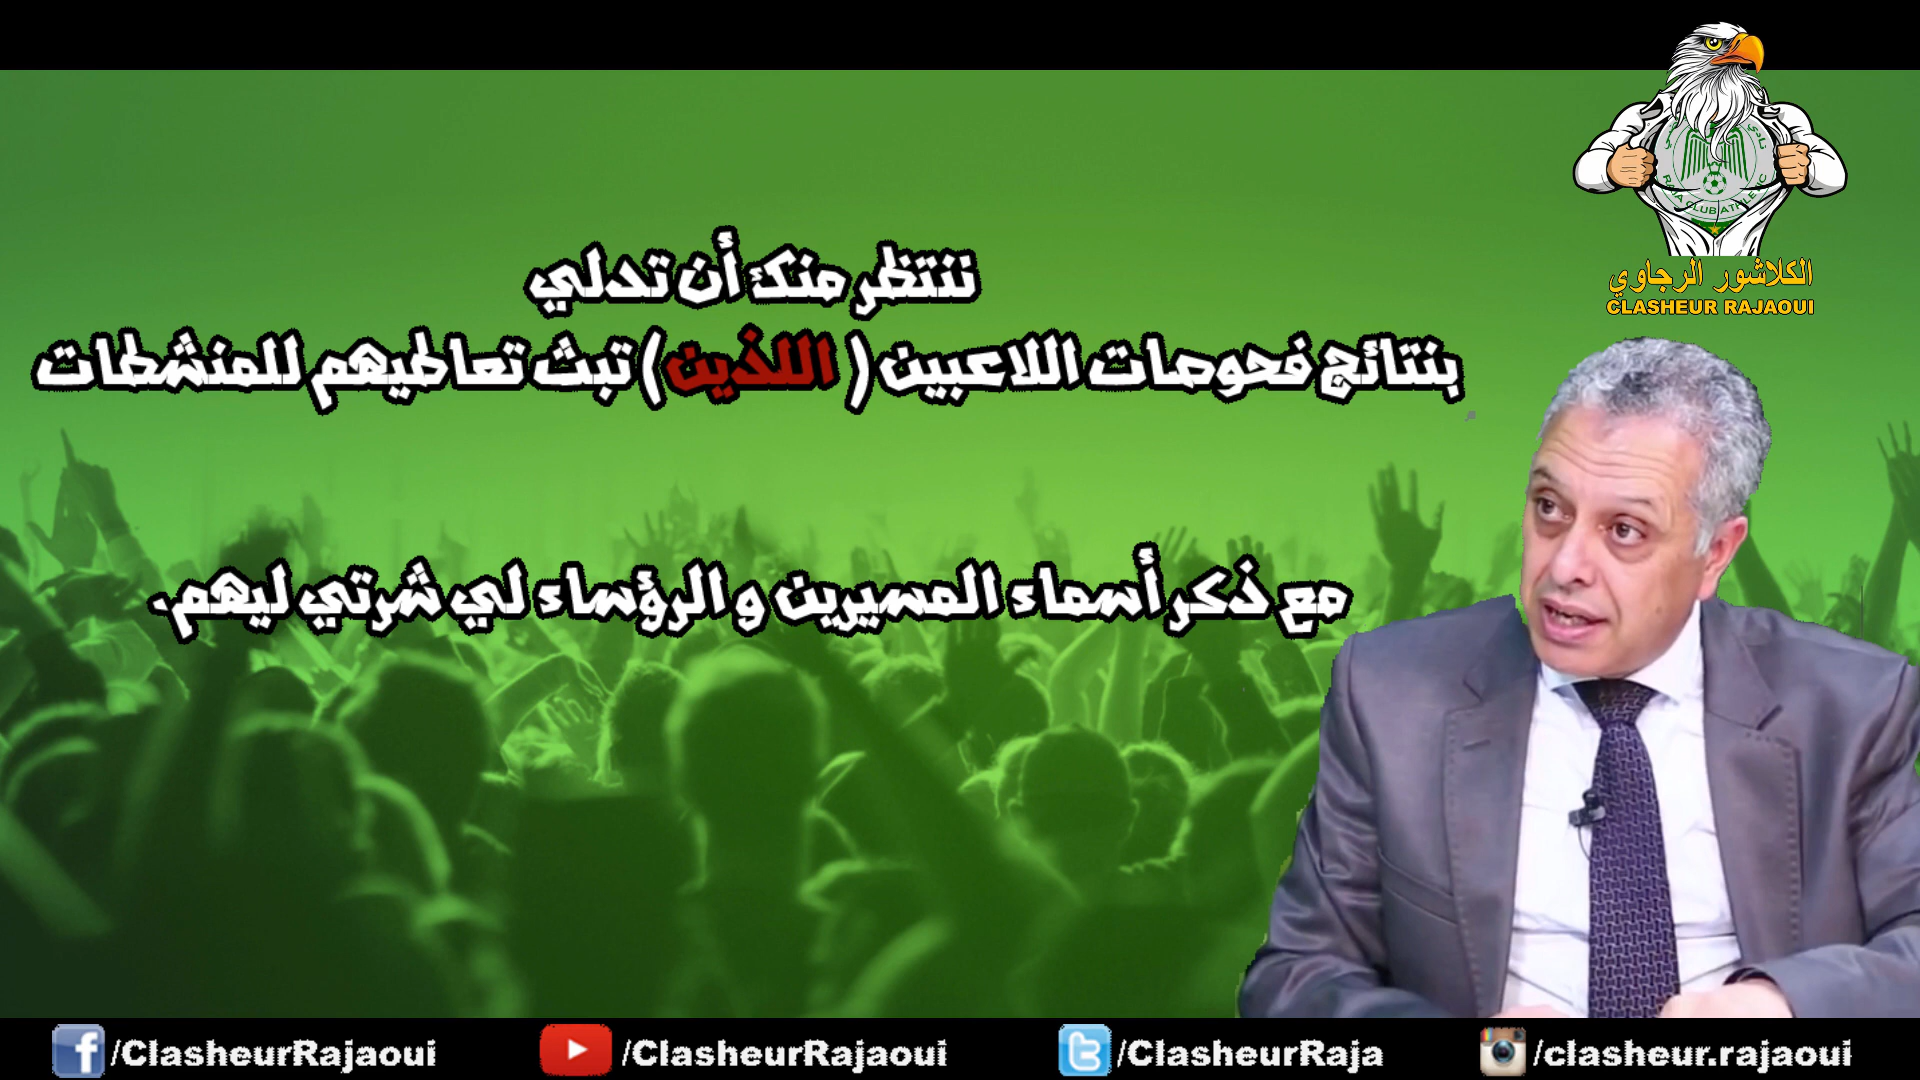 الكلاشور الرجاوي
CLASHEUR RAJAOUI
ننتظر منك أن تدلي
بنتائج فحوصات اللاعبين ( اللذين ) تبث تعاطيهم للمنشطات
مع ذكر أسماء المسيرين و الرؤساء لي شرتي ليهم.
/ClasheurRajaoui /ClasheurRajaoui /ClasheurRaja /clasheur.rajaoui